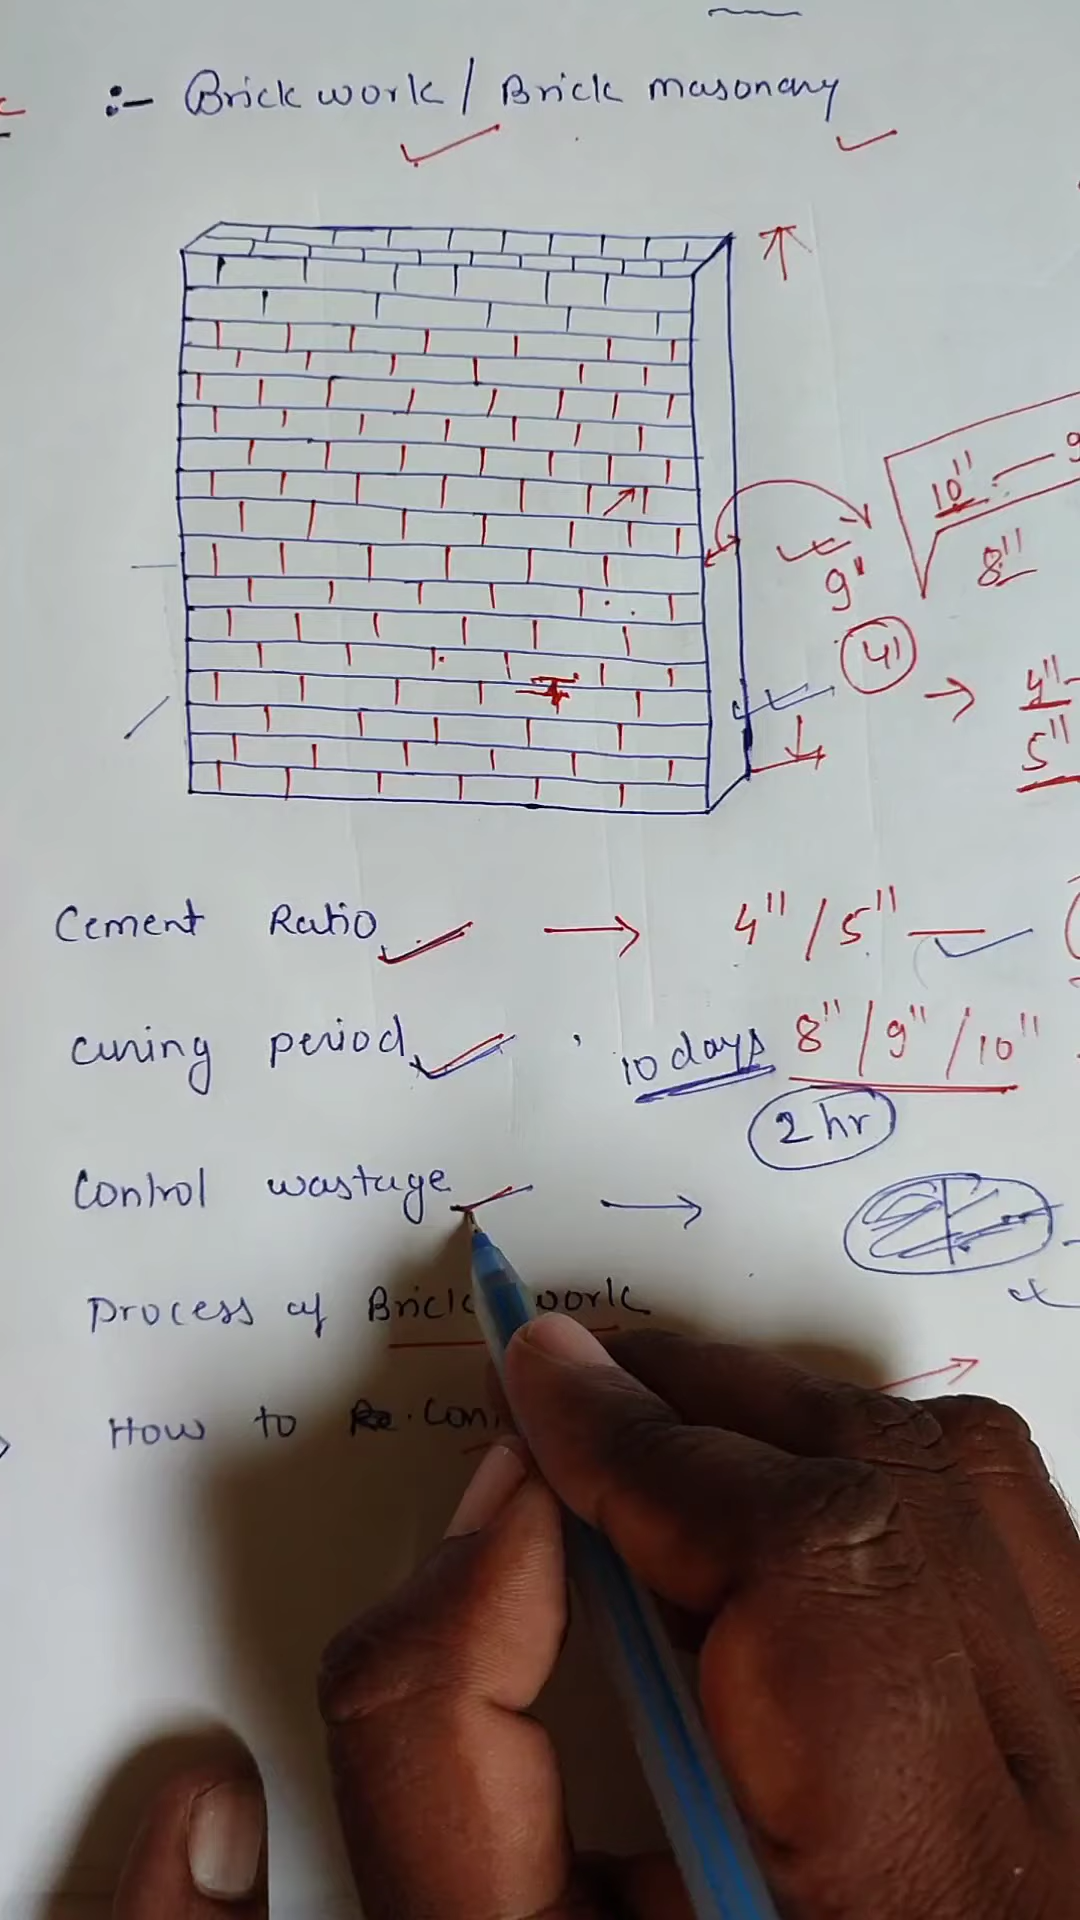 :- Brick work / Brick masonary
10" 9
8"
9"
4'
4"
5"
Cement Ratio → 4" / 5"
curing period 10 days 8" / 9" / 10"
2 hr
Control wastage →
Process of Brick work
How to Con